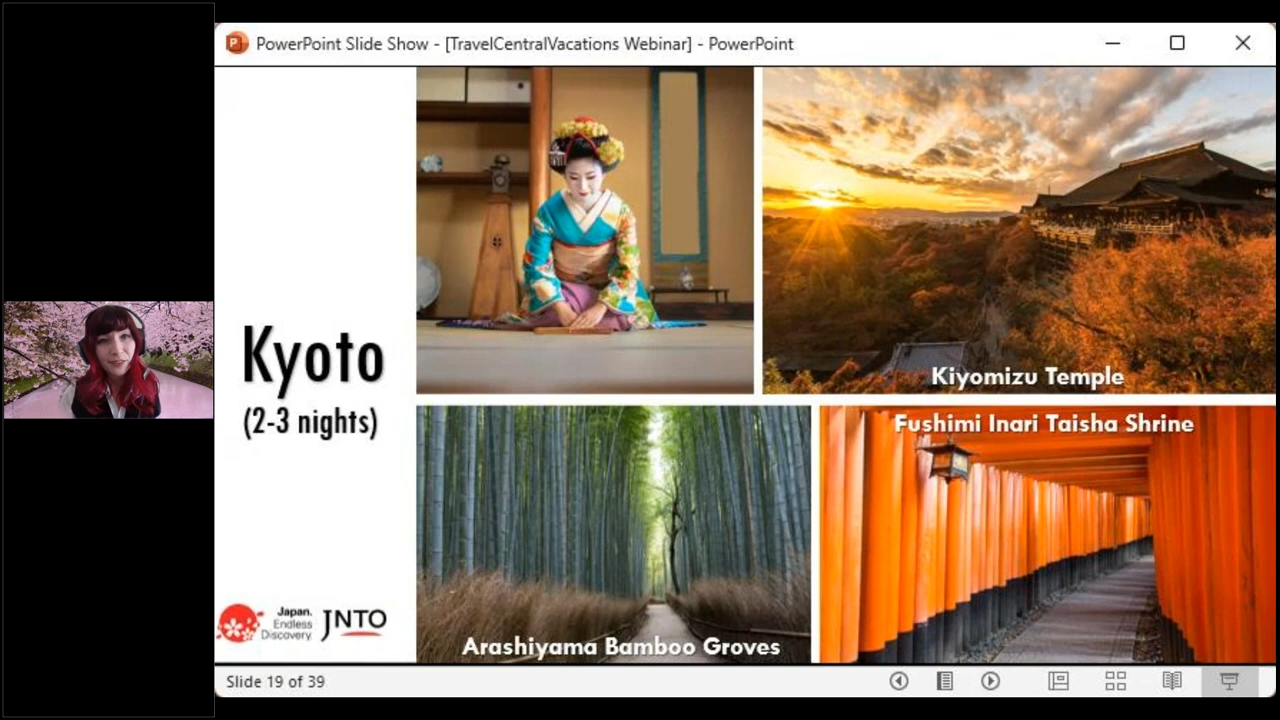 PowerPoint Slide Show - [TravelCentralVacations Webinar] - PowerPoint
Kyoto
(2-3 nights)
Kiyomizu Temple
Fushimi Inari Taisha Shrine
Arashiyama Bamboo Groves
Japan.
Endless
Discovery.
JNTO
Slide 19 of 39